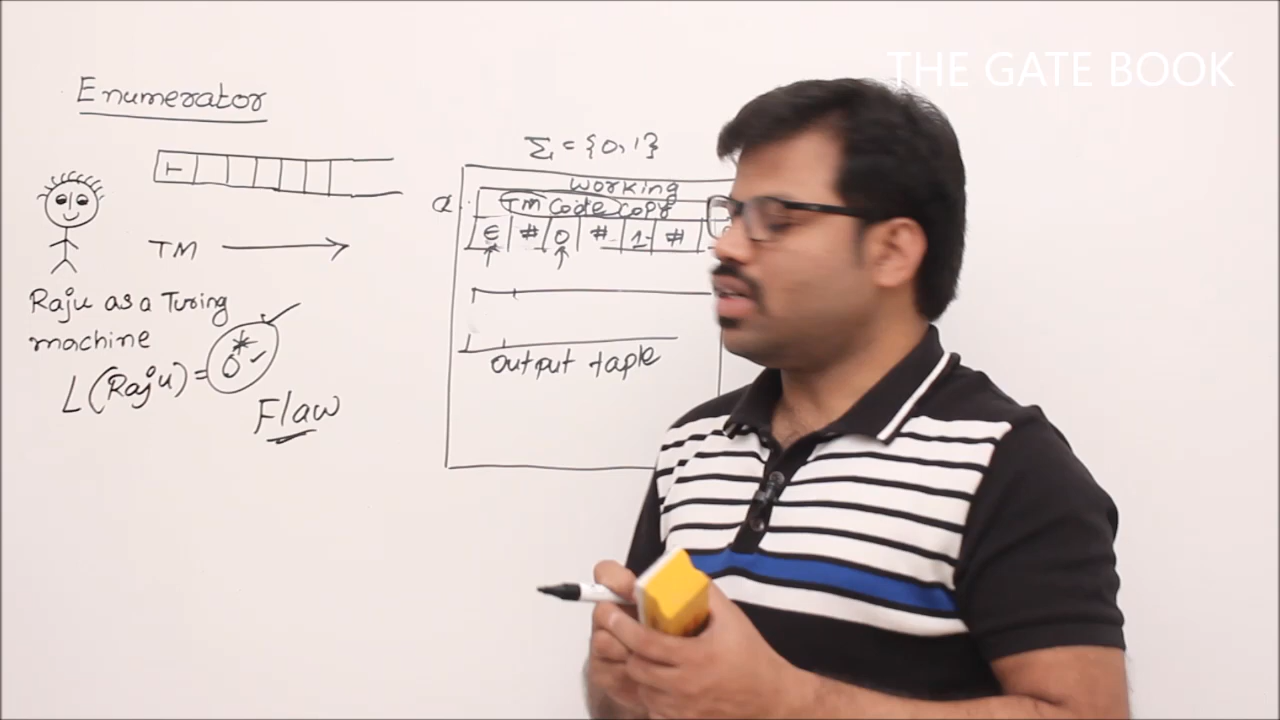 THE GATE BOOK
Enumerator
⊢
TM
Raju as a Turing
machine
L(Raju) = 0*
Flaw
Σ = {0,1}
working
TM code copy
ε # 0 # 1 #
output tape